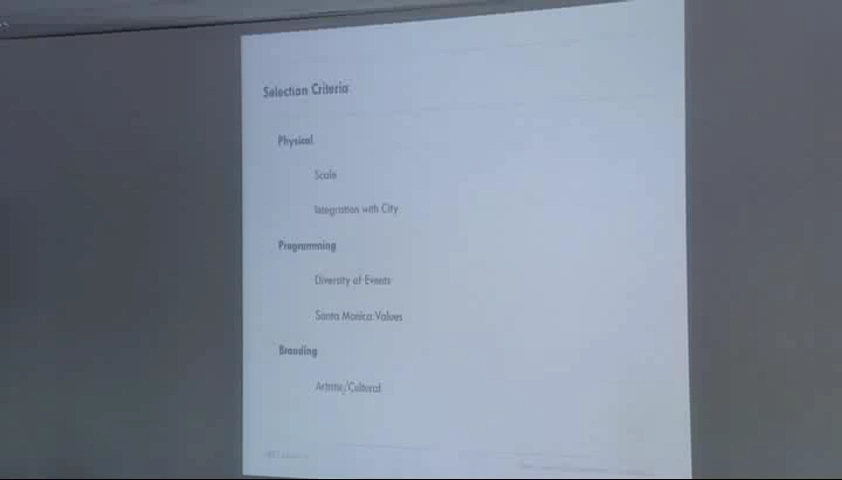 Selection Criteria
Physical
Scale
Integration with City
Programming
Diversity of Events
Santa Monica Values
Branding
Artistic/Cultural